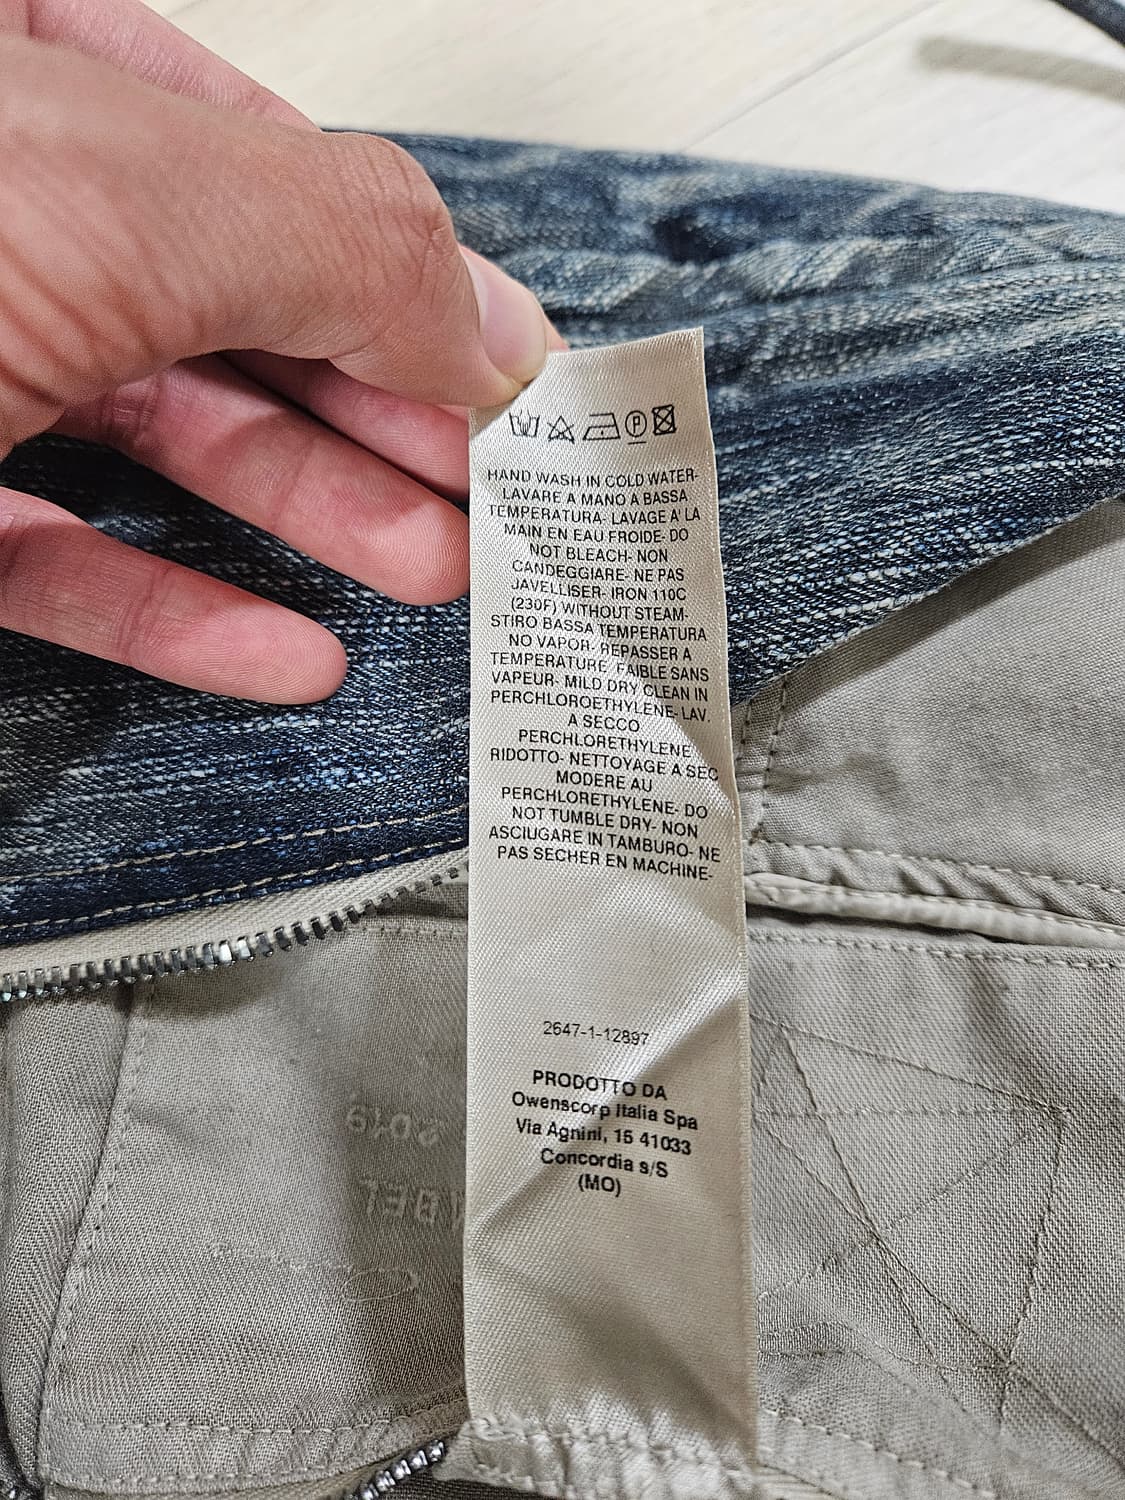 P
HAND WASH IN COLD WATER-
LAVARE A MANO A BASSA
TEMPERATURA- LAVAGE A' LA
MAIN EN EAU FROIDE- DO
NOT BLEACH- NON
CANDEGGIARE- NE PAS
JAVELLISER- IRON 110C
(230F) WITHOUT STEAM-
STIRO BASSA TEMPERATURA
NO VAPOR- REPASSER A
TEMPERATURE FAIBLE SANS
VAPEUR- MILD DRY CLEAN IN
PERCHLOROETHYLENE- LAV.
A SECCO
PERCHLORETHYLENE
RIDOTTO- NETTOYAGE A SEC
MODERE AU
PERCHLORETHYLENE- DO
NOT TUMBLE DRY- NON
ASCIUGARE IN TAMBURO- NE
PAS SECHER EN MACHINE-
2647-1-12897
PRODOTTO DA
Owenscorp Italia Spa
Via Agnini, 15 41033
Concordia s/S
(MO)